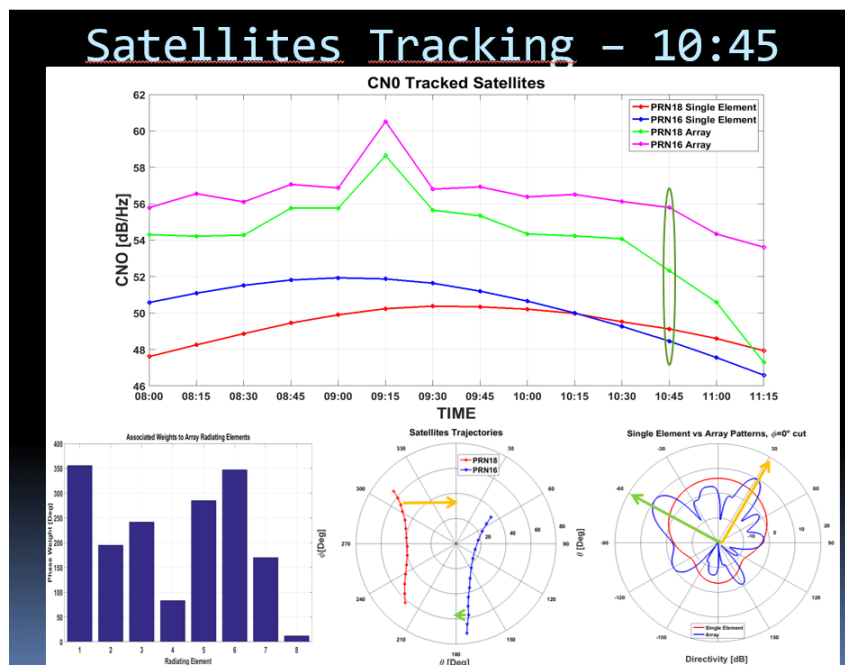 Satellites Tracking – 10:45
CN0 Tracked Satellites
PRN18 Single Element
PRN16 Single Element
PRN18 Array
PRN16 Array
CNO [dB/Hz]
62
60
58
56
54
52
50
48
46
08:00 08:15 08:30 08:45 09:00 09:15 09:30 09:45 10:00 10:15 10:30 10:45 11:00 11:15
TIME
Associated Weights to Array Radiating Elements
Phase Weight [Deg]
400
350
300
250
200
150
100
50
0
1 2 3 4 5 6 7 8
Radiating Element
Satellites Trajectories
PRN18
PRN16
330
30
300
60
270
20 40 60 80
90
240
120
210
150
180
ϕ[Deg]
θ [Deg]
θ [Deg]
Single Element vs Array Patterns, ϕ=0° cut
30
-60
60
-90
-10 0
90
-120
120
-150
150
Single Element
Array
Directivity [dB]